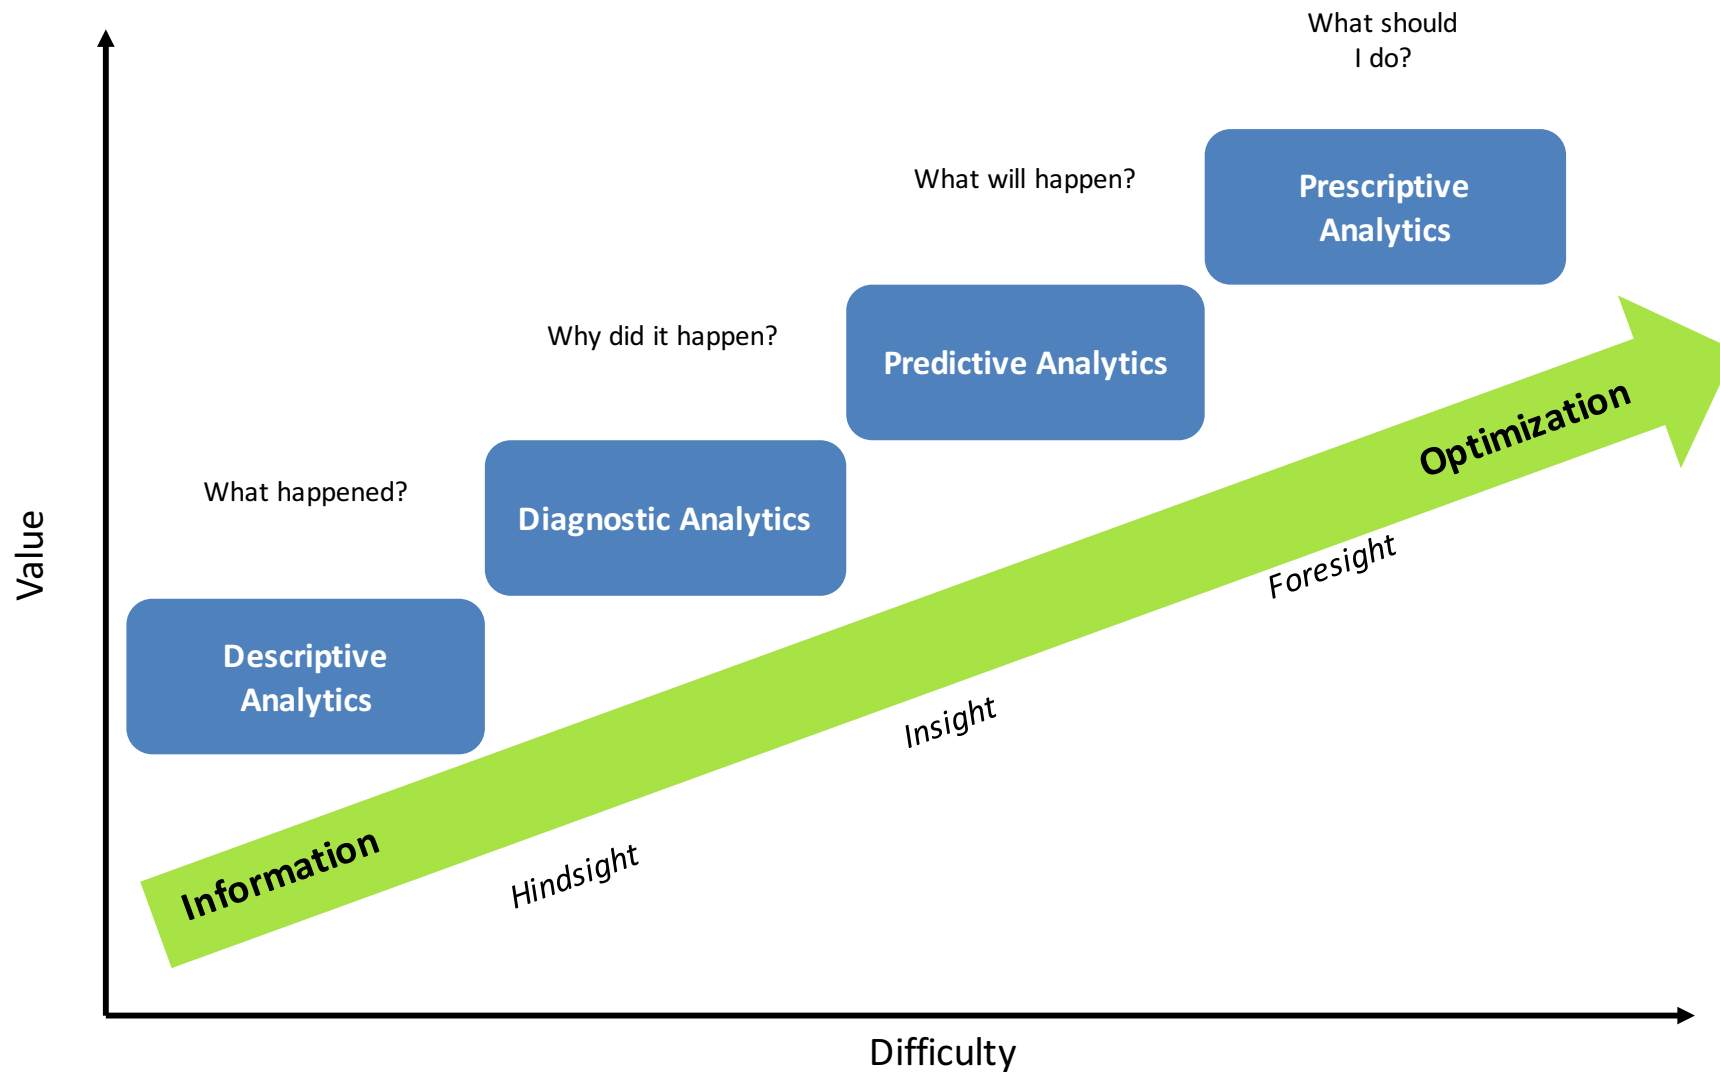 What should
I do?
Prescriptive
Analytics
What will happen?
Predictive Analytics
Why did it happen?
Diagnostic Analytics
What happened?
Descriptive
Analytics
Value
Information
Hindsight
Insight
Foresight
Optimization
Difficulty